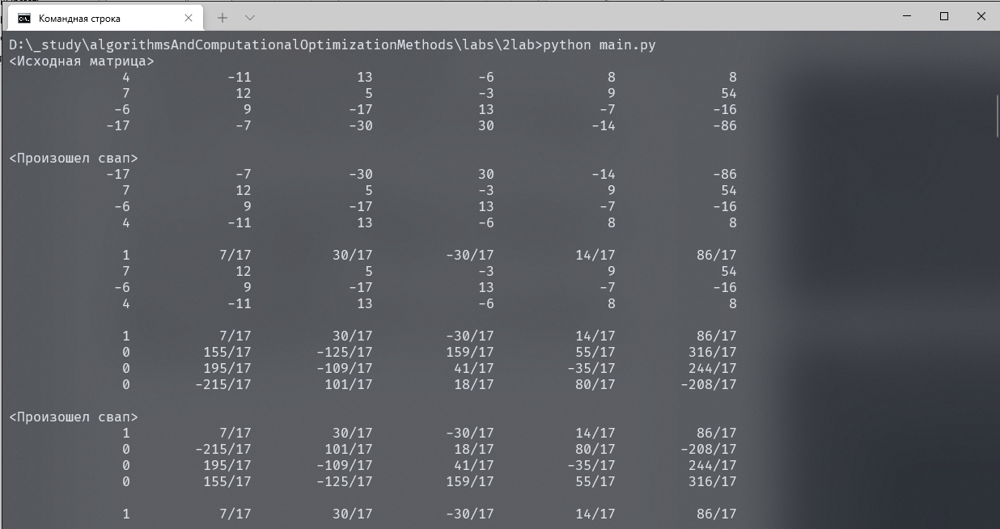 Командная строка
D:\_study\algorithmsAndComputationalOptimizationMethods\labs\2lab>python main.py
<Исходная матрица>
4 -11 13 -6 8 8
7 12 5 -3 9 54
-6 9 -17 13 -7 -16
-17 -7 -30 30 -14 -86
<Произошел свап>
-17 -7 -30 30 -14 -86
7 12 5 -3 9 54
-6 9 -17 13 -7 -16
4 -11 13 -6 8 8
1 7/17 30/17 -30/17 14/17 86/17
7 12 5 -3 9 54
-6 9 -17 13 -7 -16
4 -11 13 -6 8 8
1 7/17 30/17 -30/17 14/17 86/17
0 155/17 -125/17 159/17 55/17 316/17
0 195/17 -109/17 41/17 -35/17 244/17
0 -215/17 101/17 18/17 80/17 -208/17
<Произошел свап>
1 7/17 30/17 -30/17 14/17 86/17
0 -215/17 101/17 18/17 80/17 -208/17
0 195/17 -109/17 41/17 -35/17 244/17
0 155/17 -125/17 159/17 55/17 316/17
1 7/17 30/17 -30/17 14/17 86/17